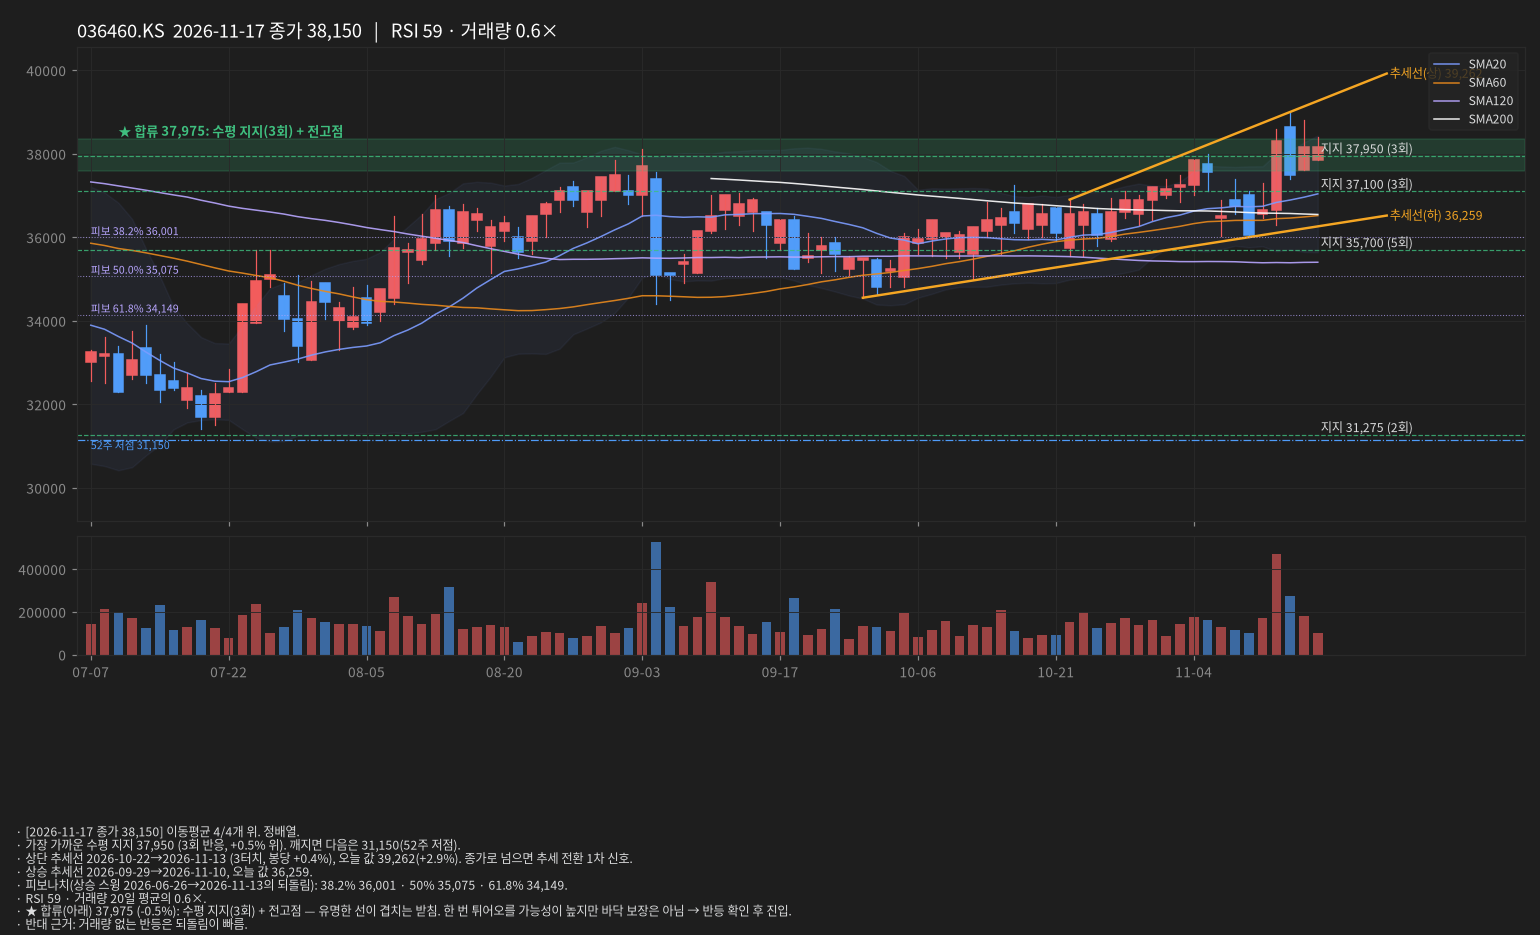 036460.KS 2026-11-17 종가 38,150 | RSI 59 · 거래량 0.6×
40000
38000
36000
34000
32000
30000
★ 합류 37,975: 수평 지지(3회) + 전고점
피보 38.2% 36,001
피보 50.0% 35,075
피보 61.8% 34,149
52주 저점 31,150
추세선(상) 39,262
SMA20
SMA60
SMA120
SMA200
지지 37,950 (3회)
지지 37,100 (3회)
추세선(하) 36,259
지지 35,700 (5회)
지지 31,275 (2회)
400000
200000
0
07-07 07-22 08-05 08-20 09-03 09-17 10-06 10-21 11-04
· [2026-11-17 종가 38,150] 이동평균 4/4개 위. 정배열.
· 가장 가까운 수평 지지 37,950 (3회 반응, +0.5% 위). 깨지면 다음은 31,150(52주 저점).
· 상단 추세선 2026-10-22→2026-11-13 (3터치, 봉당 +0.4%), 오늘 값 39,262(+2.9%). 종가로 넘으면 추세 전환 1차 신호.
· 상승 추세선 2026-09-29→2026-11-10, 오늘 값 36,259.
· 피보나치(상승 스윙 2026-06-26→2026-11-13의 되돌림): 38.2% 36,001 · 50% 35,075 · 61.8% 34,149.
· RSI 59 · 거래량 20일 평균의 0.6×.
· ★ 합류(아래) 37,975 (-0.5%): 수평 지지(3회) + 전고점 — 유명한 선이 겹치는 받침. 한 번 튀어오를 가능성이 높지만 바닥 보장은 아님 → 반등 확인 후 진입.
· 반대 근거: 거래량 없는 반등은 되돌림이 빠름.